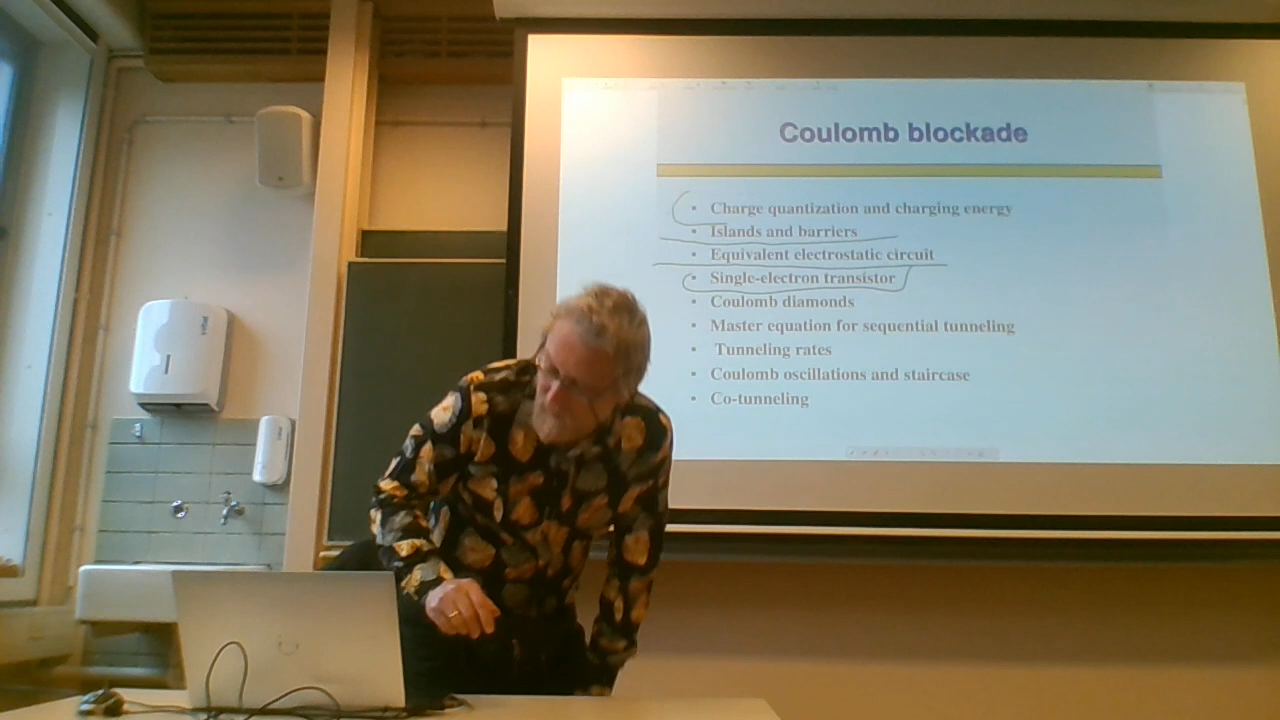 Coulomb blockade
• Charge quantization and charging energy
• Islands and barriers
• Equivalent electrostatic circuit
• Single-electron transistor
• Coulomb diamonds
• Master equation for sequential tunneling
• Tunneling rates
• Coulomb oscillations and staircase
• Co-tunneling